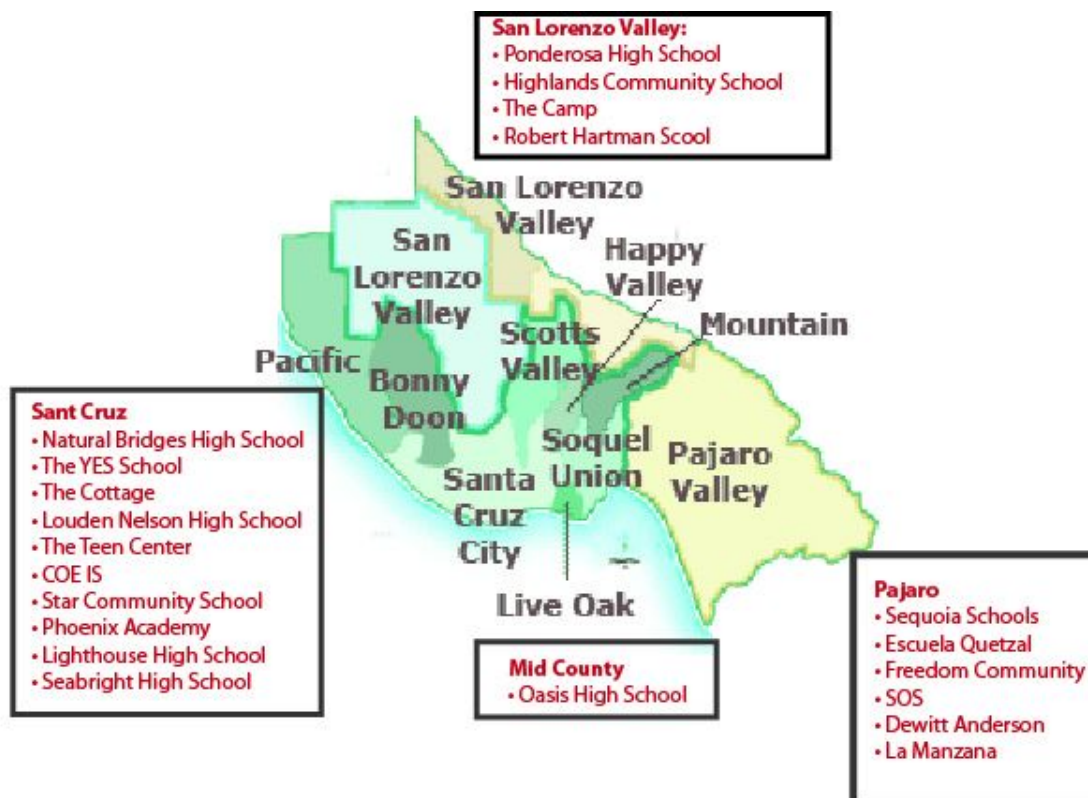 San Lorenzo Valley:
• Ponderosa High School
• Highlands Community School
• The Camp
• Robert Hartman Scool
San Lorenzo
Valley
San
Lorenzo
Valley
Happy
Valley
Scotts
Valley
Mountain
Pacific
Bonny
Doon
Soquel
Union
Pajaro
Valley
Santa
Cruz
City
Live Oak
Sant Cruz
• Natural Bridges High School
• The YES School
• The Cottage
• Louden Nelson High School
• The Teen Center
• COE IS
• Star Community School
• Phoenix Academy
• Lighthouse High School
• Seabright High School
Mid County
• Oasis High School
Pajaro
• Sequoia Schools
• Escuela Quetzal
• Freedom Community
• SOS
• Dewitt Anderson
• La Manzana